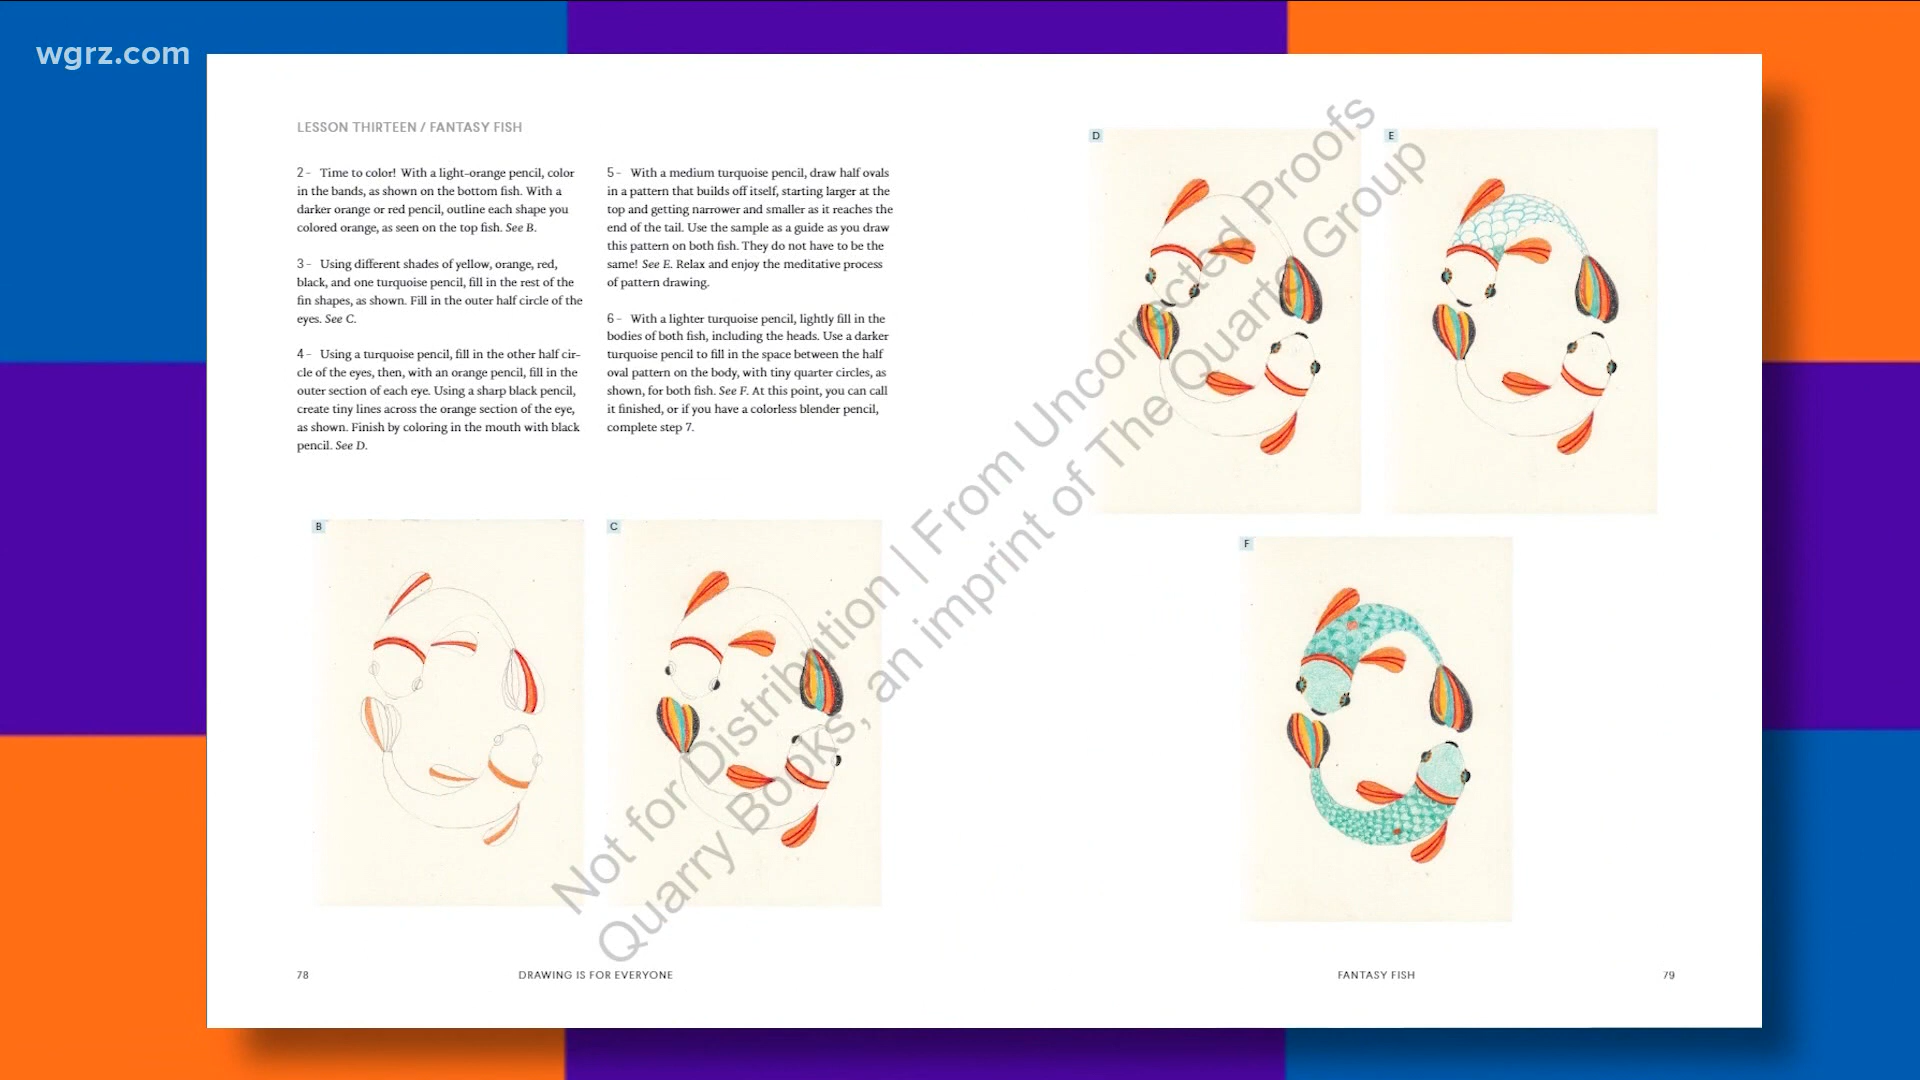 wgrz.com
LESSON THIRTEEN / FANTASY FISH
2 – Time to color! With a light-orange pencil, color
in the bands, as shown on the bottom fish. With a
darker orange or red pencil, outline each shape you
colored orange, as seen on the top fish. See B.
3 – Using different shades of yellow, orange, red,
black, and one turquoise pencil, fill in the rest of the
fin shapes, as shown. Fill in the outer half circle of the
eyes. See C.
4 – Using a turquoise pencil, fill in the other half cir-
cle of the eyes, then, with an orange pencil, fill in the
outer section of each eye. Using a sharp black pencil,
create tiny lines across the orange section of the eye,
as shown. Finish by coloring in the mouth with black
pencil. See D.
5 – With a medium turquoise pencil, draw half ovals
in a pattern that builds off itself, starting larger at the
top and getting narrower and smaller as it reaches the
end of the tail. Use the sample as a guide as you draw
this pattern on both fish. They do not have to be the
same! See E. Relax and enjoy the meditative process
of pattern drawing.
6 – With a lighter turquoise pencil, lightly fill in the
bodies of both fish, including the heads. Use a darker
turquoise pencil to fill in the space between the half
oval pattern on the body, with tiny quarter circles, as
shown, for both fish. See F. At this point, you can call
it finished, or if you have a colorless blender pencil,
complete step 7.
B
C
D
E
F
Not for Distribution | From Uncorrected Proofs
Quarry Books, an imprint of The Quarto Group
78
DRAWING IS FOR EVERYONE
FANTASY FISH
79